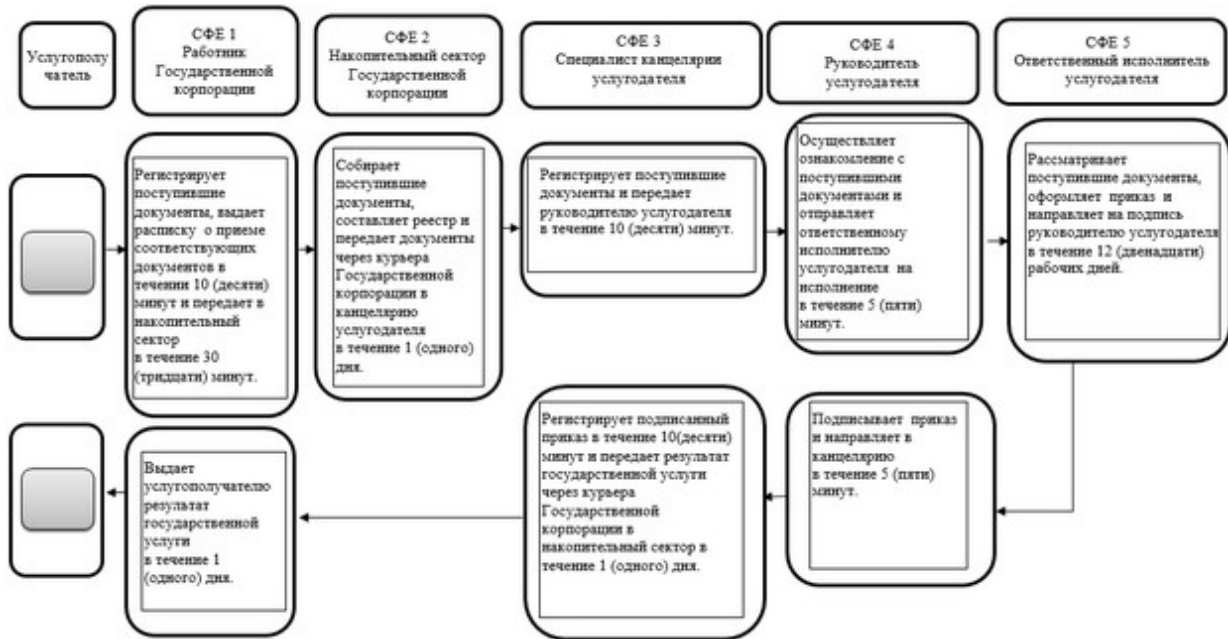 Услугополу
чатель
СФЕ 1
Работник
Государственной
корпорации
СФЕ 2
Накопительный сектор
Государственной
корпорации
СФЕ 3
Специалист канцелярии
услугодателя
СФЕ 4
Руководитель
услугодателя
СФЕ 5
Ответственный исполнитель
услугодателя
Регистрирует
поступившие
документы, выдает
расписку о приеме
соответствующих
документов в
течении 10 (десяти)
минут и передает в
накопительный
сектор
в течение 30
(тридцати) минут.
Собирает
поступившие
документы,
составляет реестр и
передает документы
через курьера
Государственной
корпорации в
канцелярию
услугодателя
в течение 1 (одного)
дня.
Регистрирует поступившие
документы и передает
руководителю услугодателя
в течение 10 (десяти) минут.
Осуществляет
ознакомление с
поступившими
документами и
отправляет
ответственному
исполнителю
услугодателя на
исполнение
в течение 5 (пяти)
минут.
Рассматривает
поступившие документы,
оформляет приказ и
направляет на подпись
руководителю услугодателя
в течение 12 (двенадцати)
рабочих дней.
Выдает
услугополучателю
результат
государственной
услуги
в течение 1
(одного) дня.
Регистрирует подписанный
приказ в течение 10(десяти)
минут и передает результат
государственной услуги
через курьера
Государственной
корпорации в
накопительный сектор в
течение 1 (одного) дня.
Подписывает приказ
и направляет в
канцелярию
в течение 5 (пяти)
минут.